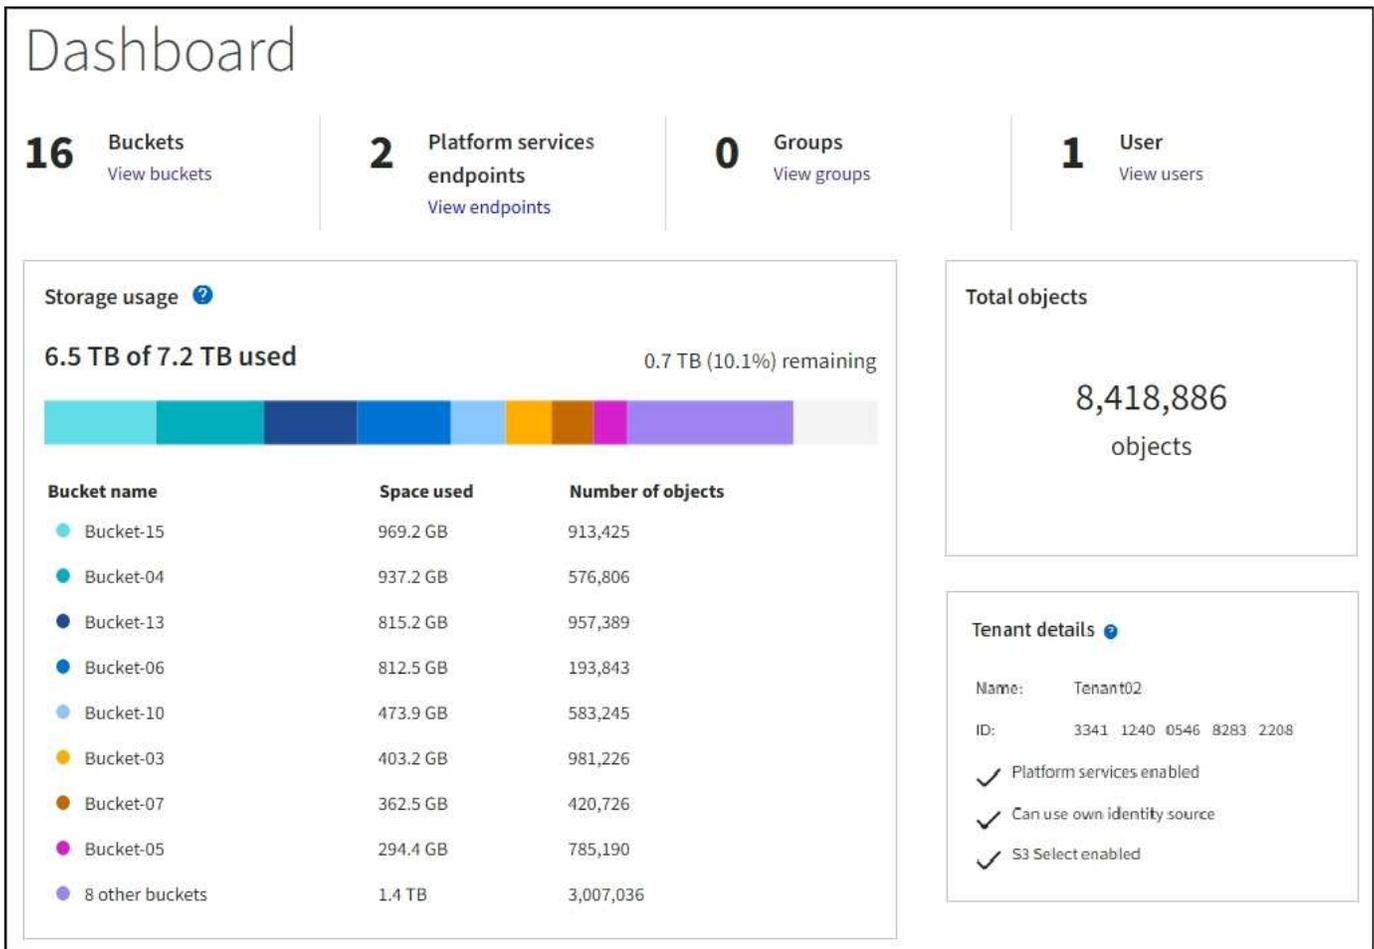 Dashboard
16 Buckets
View buckets
2 Platform services
endpoints
View endpoints
0 Groups
View groups
1 User
View users
Storage usage ?
6.5 TB of 7.2 TB used
0.7 TB (10.1%) remaining
Bucket name Space used Number of objects
Bucket-15 969.2 GB 913,425
Bucket-04 937.2 GB 576,806
Bucket-13 815.2 GB 957,389
Bucket-06 812.5 GB 193,843
Bucket-10 473.9 GB 583,245
Bucket-03 403.2 GB 981,226
Bucket-07 362.5 GB 420,726
Bucket-05 294.4 GB 785,190
8 other buckets 1.4 TB 3,007,036
Total objects
8,418,886
objects
Tenant details ?
Name: Tenant02
ID: 3341 1240 0546 8283 2208
Platform services enabled
Can use own identity source
S3 Select enabled